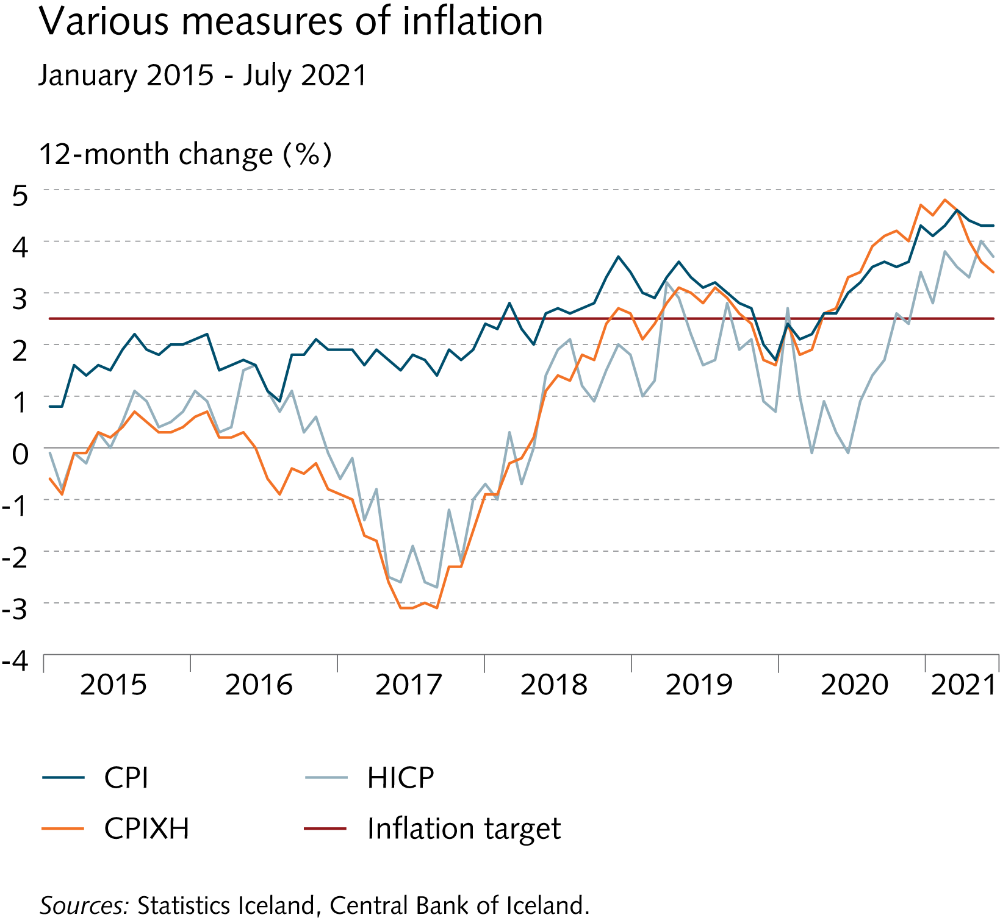 Various measures of inflation
January 2015 - July 2021
12-month change (%)
5
4
3
2
1
0
-1
-2
-3
-4
2015 2016 2017 2018 2019 2020 2021
CPI HICP
CPIXH Inflation target
Sources: Statistics Iceland, Central Bank of Iceland.